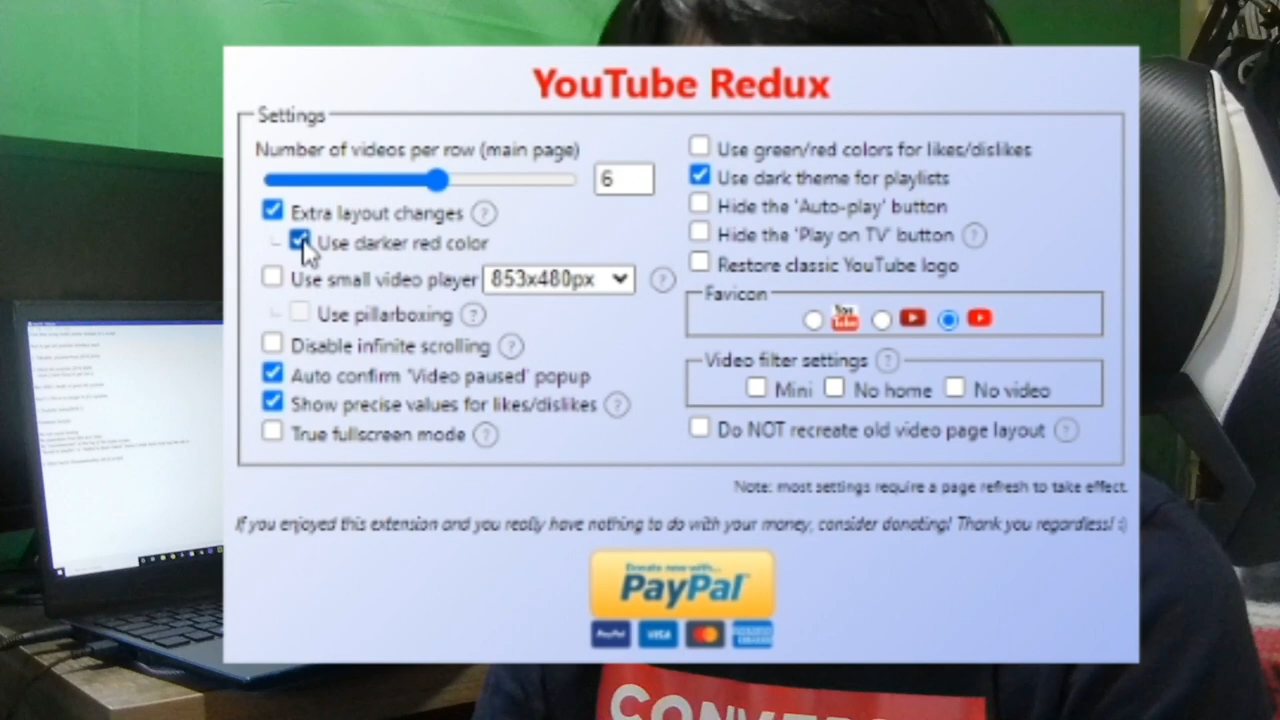 YouTube Redux
Settings
Number of videos per row (main page)
6
Extra layout changes ?
Use darker red color
Use small video player 853x480px ?
Use pillarboxing ?
Disable infinite scrolling ?
Auto confirm 'Video paused' popup
Show precise values for likes/dislikes ?
True fullscreen mode ?
Use green/red colors for likes/dislikes
Use dark theme for playlists
Hide the 'Auto-play' button
Hide the 'Play on TV' button ?
Restore classic YouTube logo
Favicon
You Tube
Video filter settings ?
Mini No home No video
Do NOT recreate old video page layout ?
Note: most settings require a page refresh to take effect.
If you enjoyed this extension and you really have nothing to do with your money, consider donating! Thank you regardless! :)
Donate now with...
PayPal
PayPal VISA